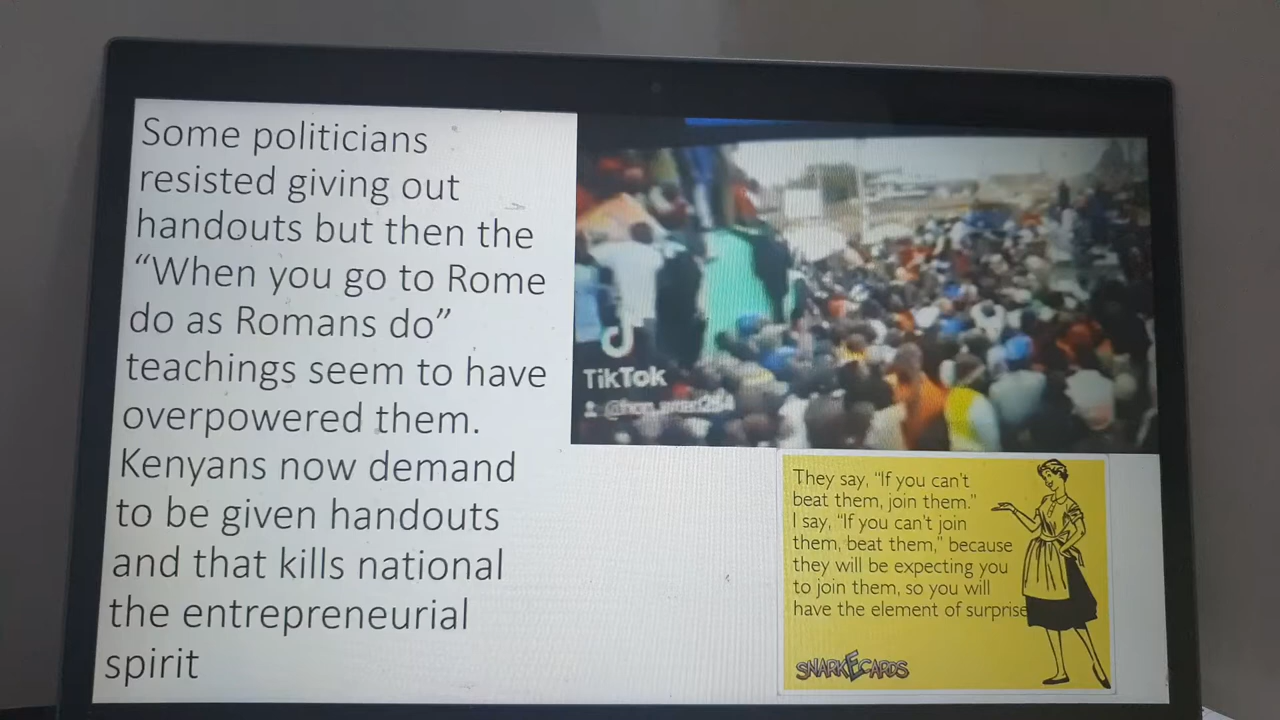 Some politicians
resisted giving out
handouts but then the
“When you go to Rome
do as Romans do”
teachings seem to have
overpowered them.
Kenyans now demand
to be given handouts
and that kills national
the entrepreneurial
spirit
TikTok
They say, “If you can't
beat them, join them.”
I say, “If you can't join
them, beat them,” because
they will be expecting you
to join them, so you will
have the element of surprise
SNARKECARDS